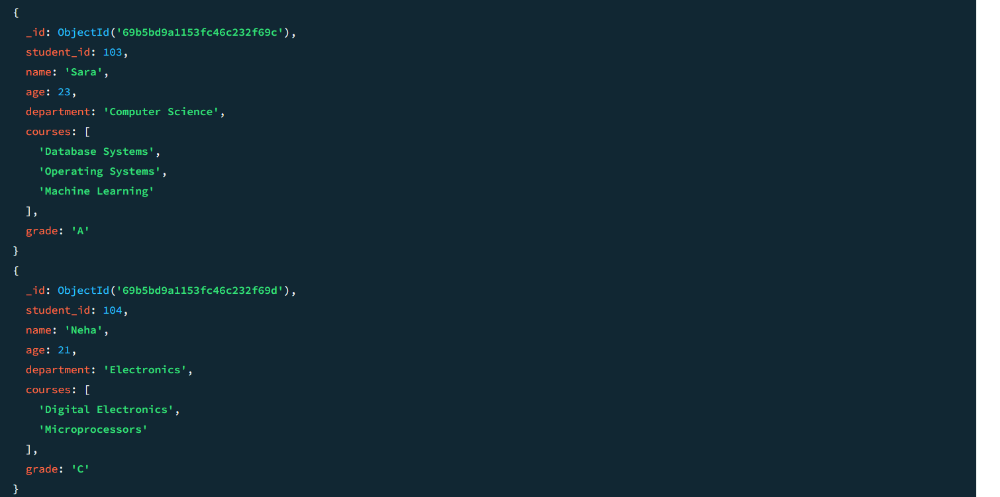 {
  _id: ObjectId('69b5bd9a1153fc46c232f69c'),
  student_id: 103,
  name: 'Sara',
  age: 23,
  department: 'Computer Science',
  courses: [
    'Database Systems',
    'Operating Systems',
    'Machine Learning'
  ],
  grade: 'A'
}
{
  _id: ObjectId('69b5bd9a1153fc46c232f69d'),
  student_id: 104,
  name: 'Neha',
  age: 21,
  department: 'Electronics',
  courses: [
    'Digital Electronics',
    'Microprocessors'
  ],
  grade: 'C'
}